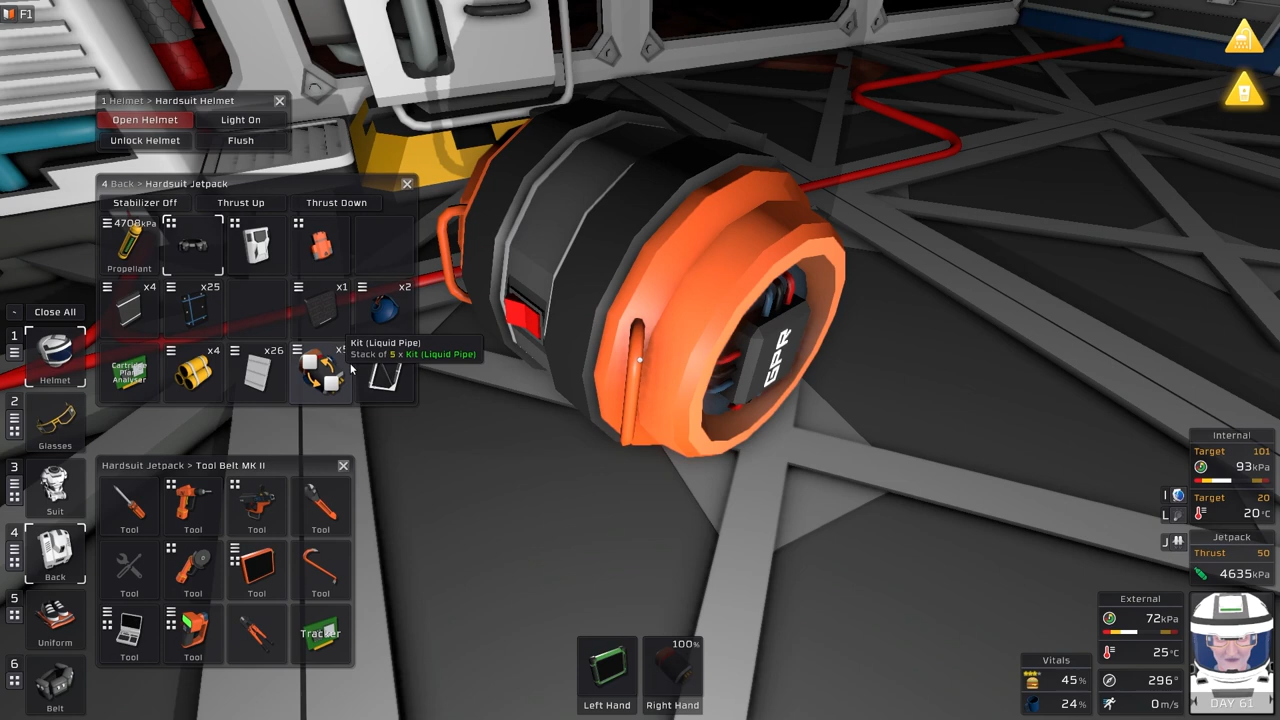 F1
1 Helmet > Hardsuit Helmet
Open Helmet
Light On
Unlock Helmet
Flush
4 Back > Hardsuit Jetpack
Stabilizer Off
Thrust Up
Thrust Down
4708kPa
Propellant
x4
x25
x1
x2
Kit (Liquid Pipe)
Stack of 5 x Kit (Liquid Pipe)
x4
x26
- Close All
1
Helmet
2
Glasses
3
Suit
4
Back
5
Uniform
6
Belt
Hardsuit Jetpack > Tool Belt MK II
Tool
Tool
Tool
Tool
Tool
Tool
Tool
Tool
Tool
Tool
Tracker
GPR
Left Hand
100%
Right Hand
Internal
Target 101
93kPa
Target 20
20°C
I
L
J
Jetpack
Thrust 50
4635kPa
External
72kPa
25°C
296°
0m/s
Vitals
45%
24%
DAY 61